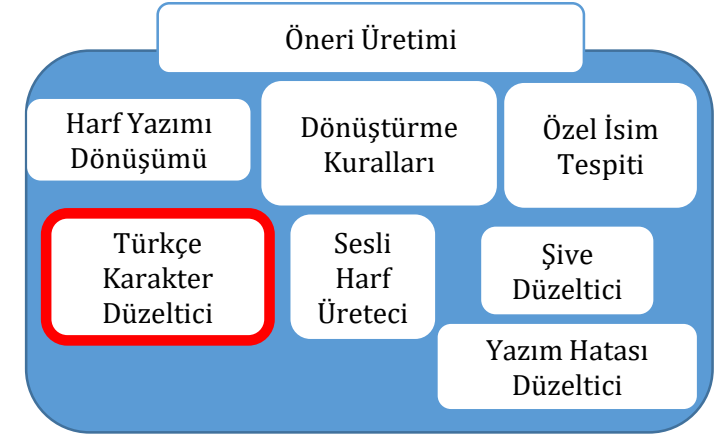 Öneri Üretimi
Harf Yazımı
Dönüşümü
Dönüştürme
Kuralları
Özel İsim
Tespiti
Türkçe
Karakter
Düzeltici
Sesli
Harf
Üreteci
Şive
Düzeltici
Yazım Hatası
Düzeltici